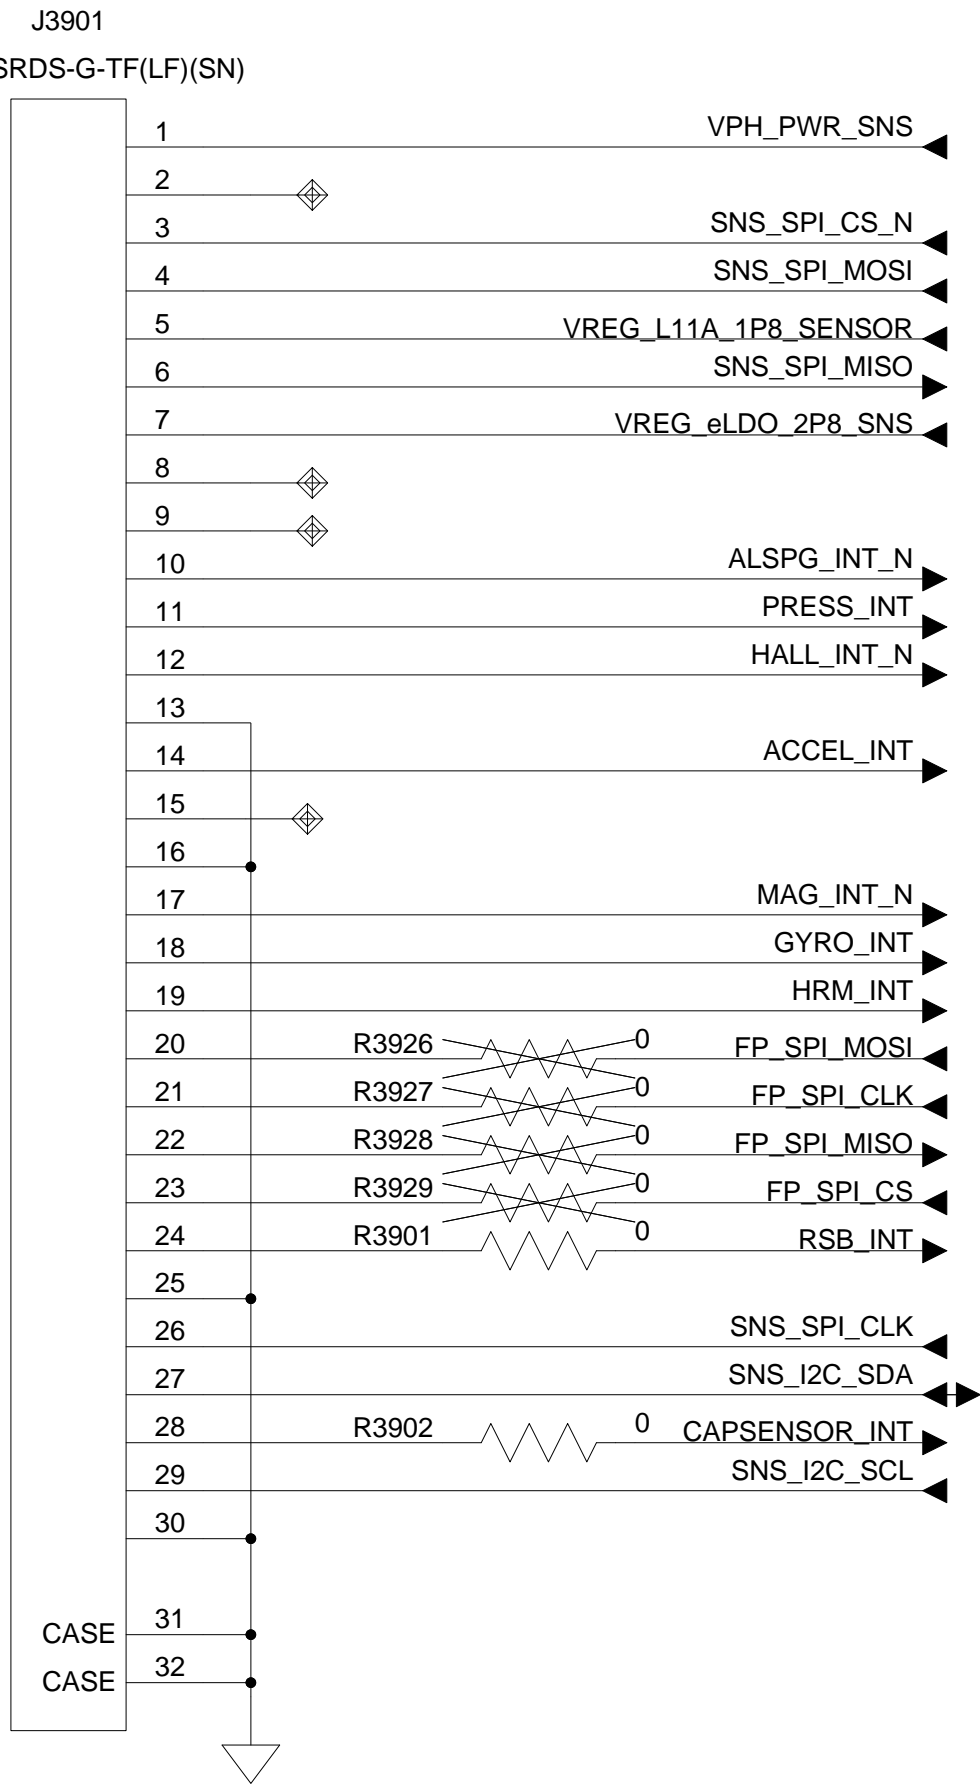 J3901
SRDS-G-TF(LF)(SN)
1 VPH_PWR_SNS
2
3 SNS_SPI_CS_N
4 SNS_SPI_MOSI
5 VREG_L11A_1P8_SENSOR
6 SNS_SPI_MISO
7 VREG_eLDO_2P8_SNS
8
9
10 ALSPG_INT_N
11 PRESS_INT
12 HALL_INT_N
13
14 ACCEL_INT
15
16
17 MAG_INT_N
18 GYRO_INT
19 HRM_INT
20 R3926 0 FP_SPI_MOSI
21 R3927 0 FP_SPI_CLK
22 R3928 0 FP_SPI_MISO
23 R3929 0 FP_SPI_CS
24 R3901 0 RSB_INT
25
26 SNS_SPI_CLK
27 SNS_I2C_SDA
28 R3902 0 CAPSENSOR_INT
29 SNS_I2C_SCL
30
CASE 31
CASE 32